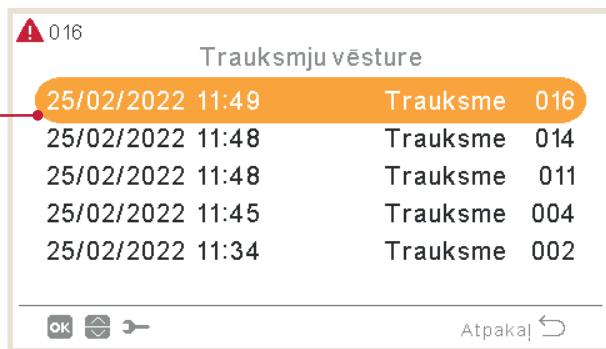 016
Trauksmju vēsture
25/02/2022 11:49 Trauksme 016
25/02/2022 11:48 Trauksme 014
25/02/2022 11:48 Trauksme 011
25/02/2022 11:45 Trauksme 004
25/02/2022 11:34 Trauksme 002
OK Atpakaļ